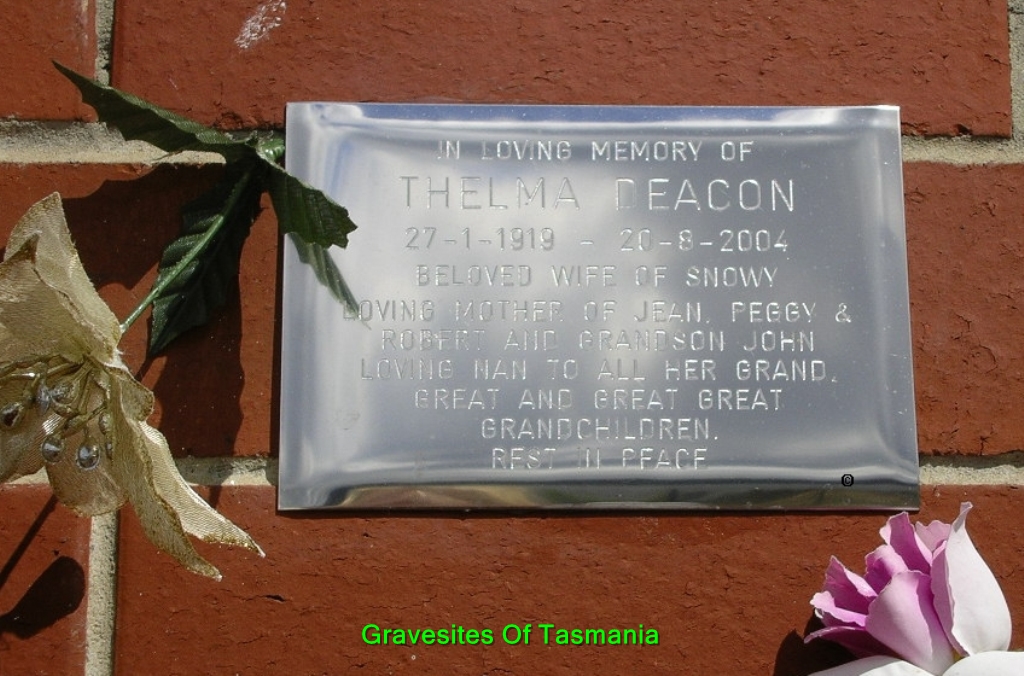 IN LOVING MEMORY OF
THELMA DEACON
27-1-1919 - 20-8-2004
BELOVED WIFE OF SNOWY
LOVING MOTHER OF JEAN, PEGGY &
ROBERT AND GRANDSON JOHN
LOVING NAN TO ALL HER GRAND,
GREAT AND GREAT GREAT
GRANDCHILDREN.
REST IN PEACE
©
Gravesites Of Tasmania